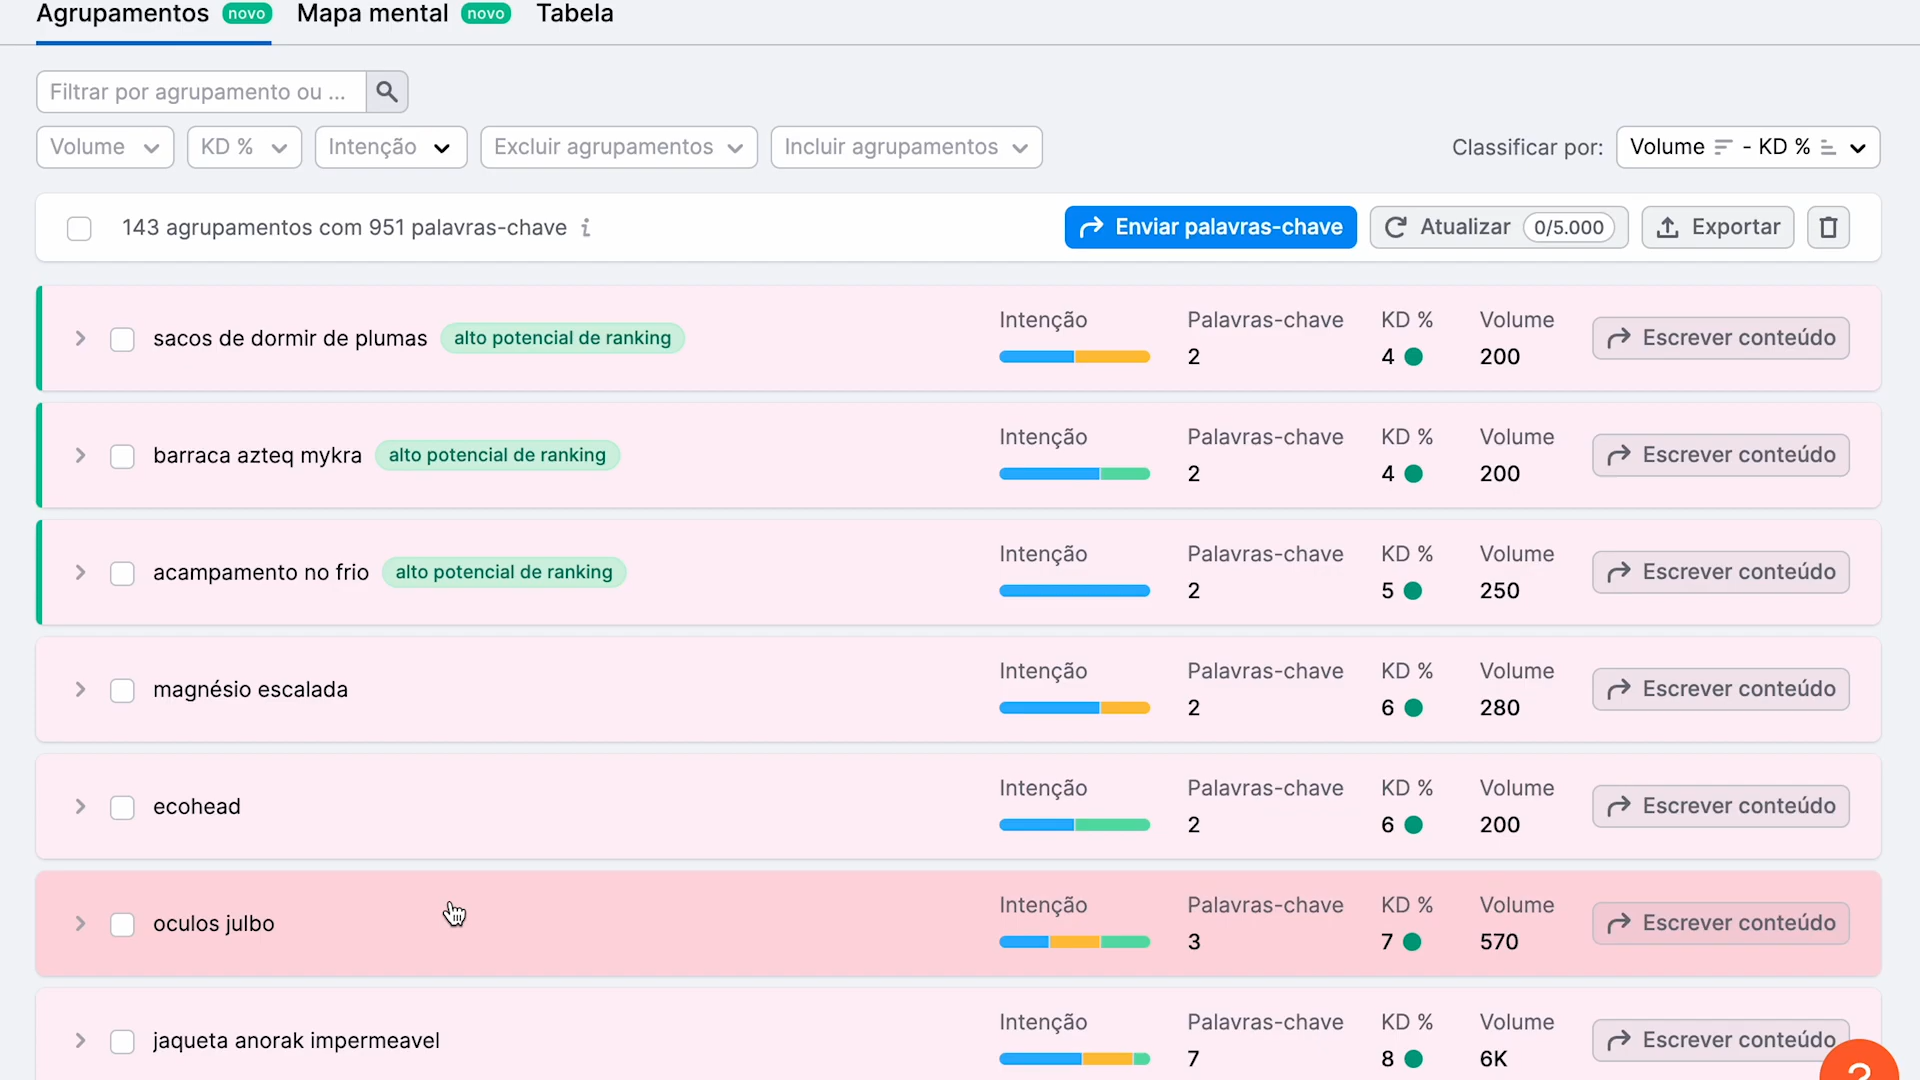 Agrupamentos novo Mapa mental novo Tabela
Filtrar por agrupamento ou ...
Volume KD % Intenção Excluir agrupamentos Incluir agrupamentos Classificar por: Volume - KD %
143 agrupamentos com 951 palavras-chave i Enviar palavras-chave Atualizar 0/5.000 Exportar
Intenção Palavras-chave KD % Volume
sacos de dormir de plumas alto potencial de ranking Escrever conteúdo
2 4 200
Intenção Palavras-chave KD % Volume
barraca azteq mykra alto potencial de ranking Escrever conteúdo
2 4 200
Intenção Palavras-chave KD % Volume
acampamento no frio alto potencial de ranking Escrever conteúdo
2 5 250
Intenção Palavras-chave KD % Volume
magnésio escalada Escrever conteúdo
2 6 280
Intenção Palavras-chave KD % Volume
ecohead Escrever conteúdo
2 6 200
Intenção Palavras-chave KD % Volume
oculos julbo Escrever conteúdo
3 7 570
Intenção Palavras-chave KD % Volume
jaqueta anorak impermeavel Escrever conteúdo
7 8 6K
?